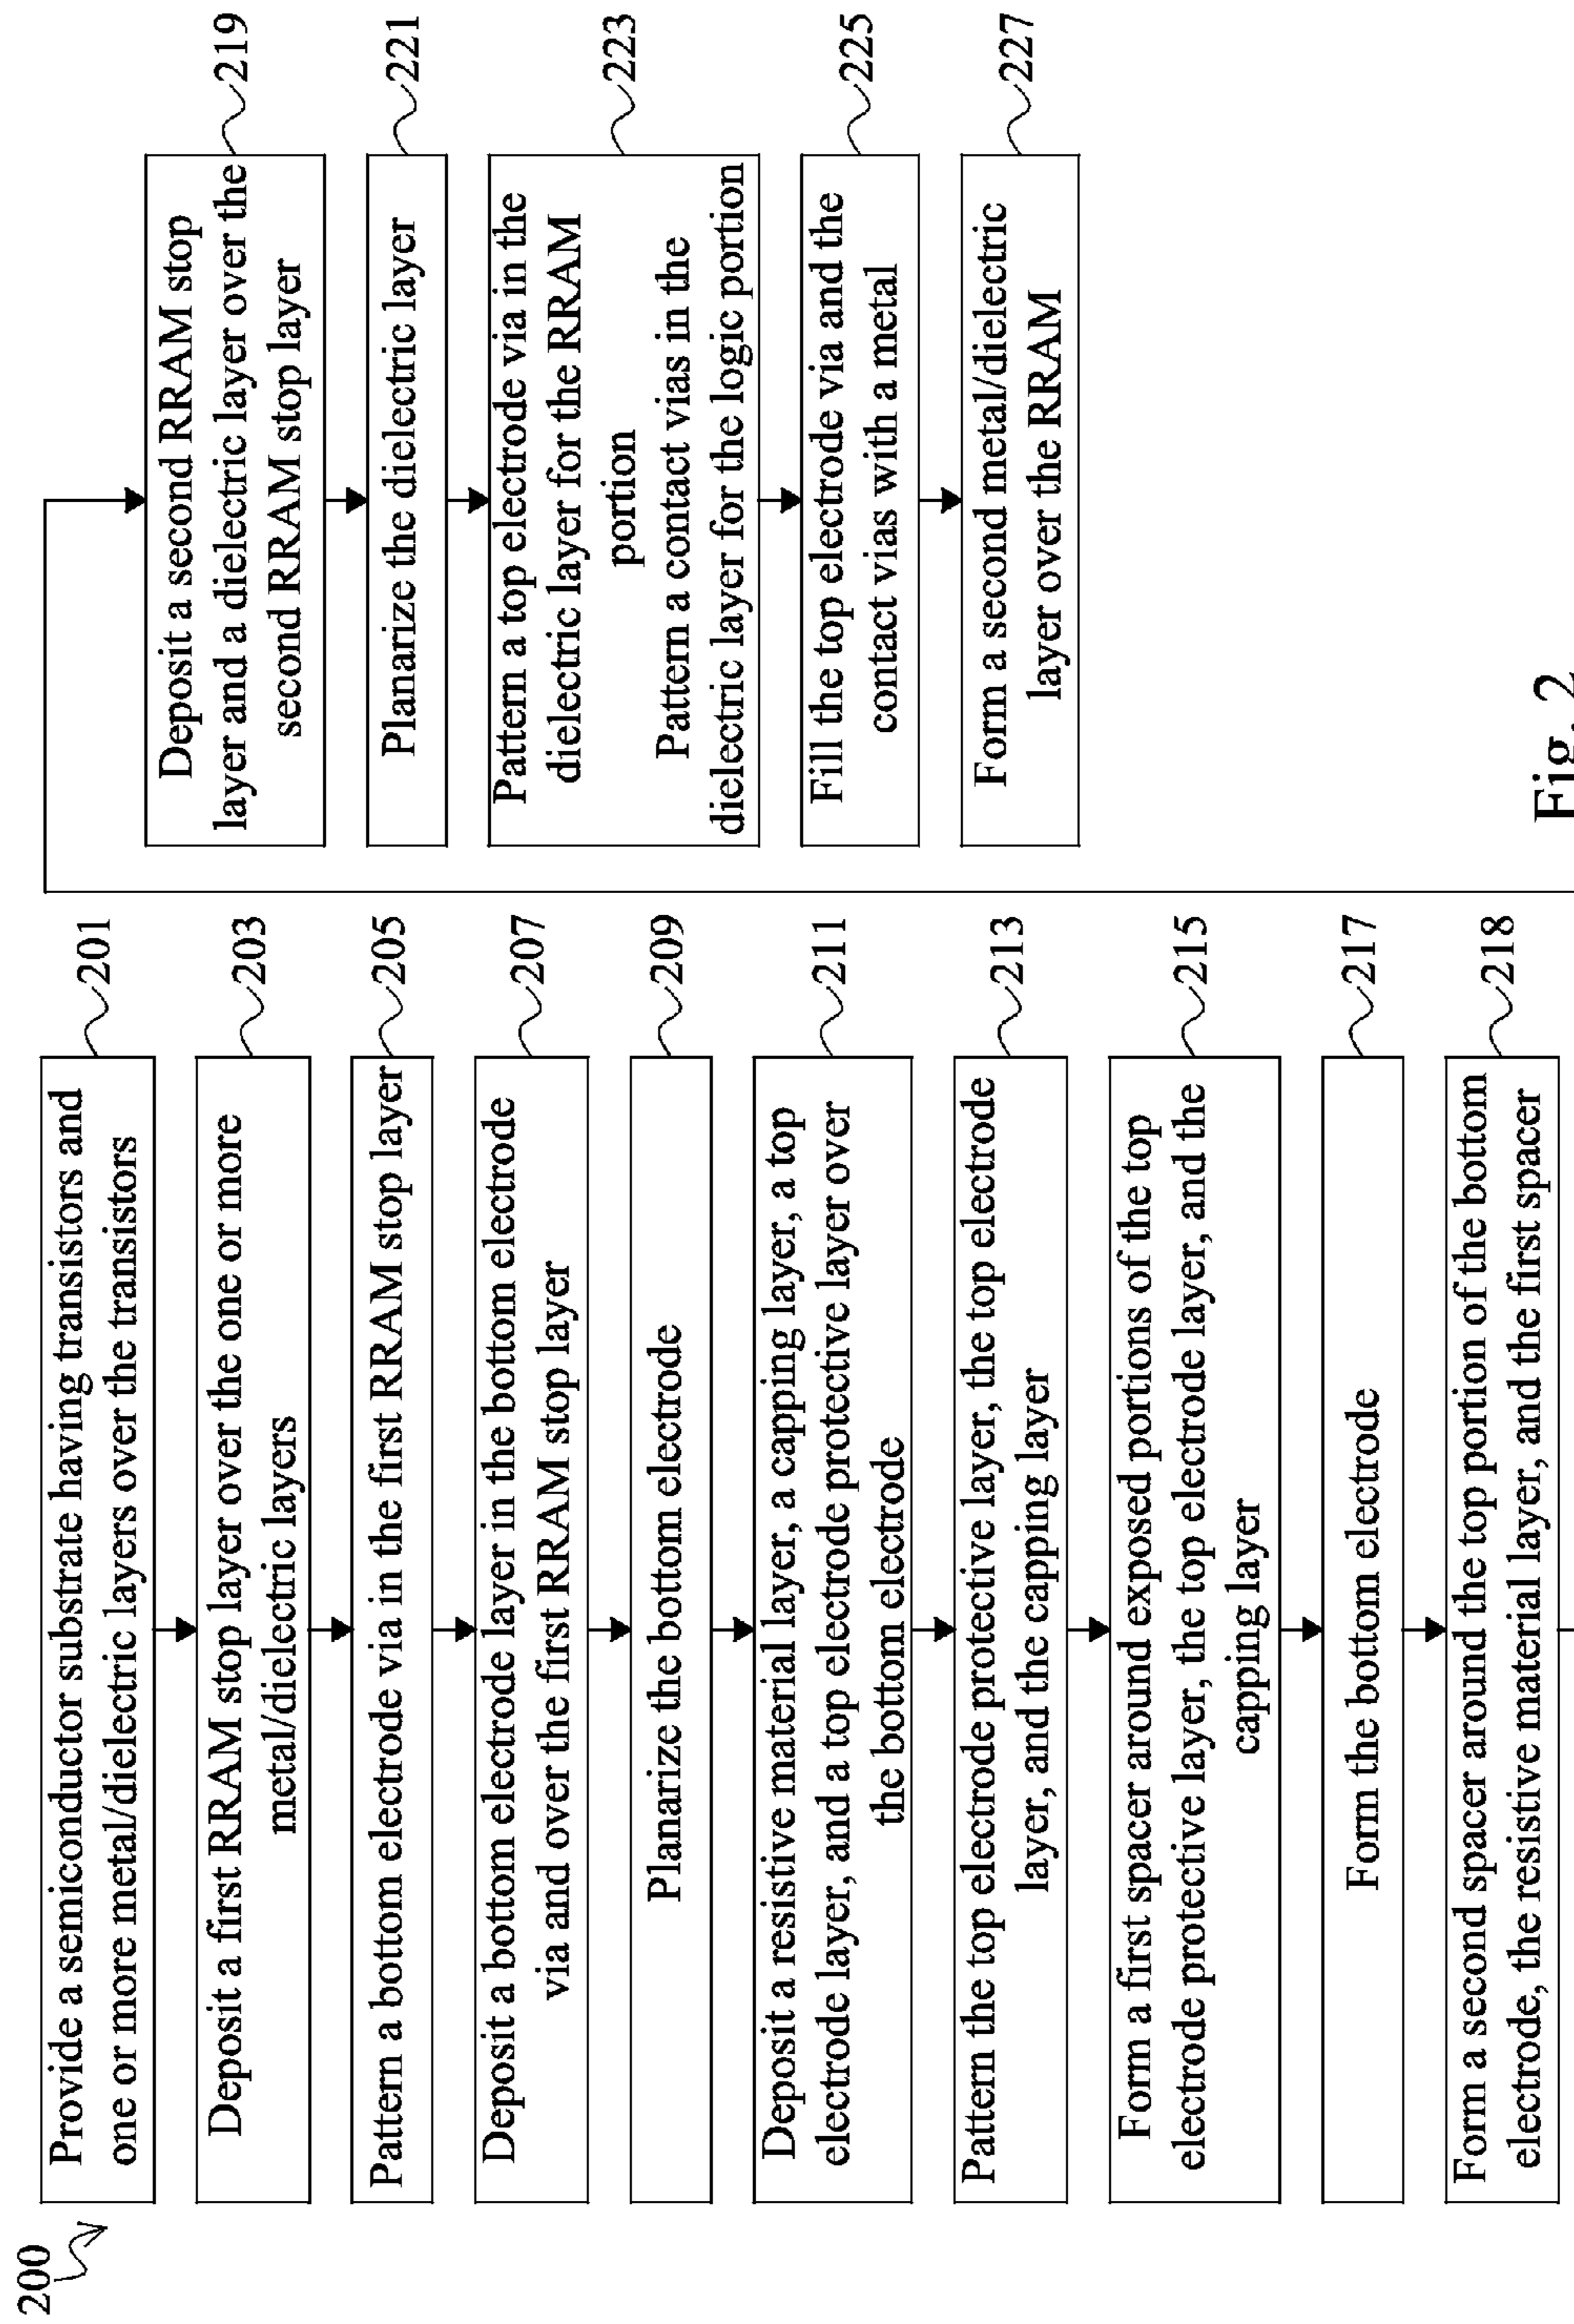 200
Provide a semiconductor substrate having transistors and
one or more metal/dielectric layers over the transistors
201
Deposit a first RRAM stop layer over the one or more
metal/dielectric layers
203
Pattern a bottom electrode via in the first RRAM stop layer
205
Deposit a bottom electrode layer in the bottom electrode
via and over the first RRAM stop layer
207
Planarize the bottom electrode
209
Deposit a resistive material layer, a capping layer, a top
electrode layer, and a top electrode protective layer over
the bottom electrode
211
Pattern the top electrode protective layer, the top electrode
layer, and the capping layer
213
Form a first spacer around exposed portions of the top
electrode protective layer, the top electrode layer, and the
capping layer
215
Form the bottom electrode
217
Form a second spacer around the top portion of the bottom
electrode, the resistive material layer, and the first spacer
218
Deposit a second RRAM stop
layer and a dielectric layer over the
second RRAM stop layer
219
Planarize the dielectric layer
221
Pattern a top electrode via in the
dielectric layer for the RRAM
portion
Pattern a contact vias in the
dielectric layer for the logic portion
223
Fill the top electrode via and the
contact vias with a metal
225
Form a second metal/dielectric
layer over the RRAM
227
Fig. 2